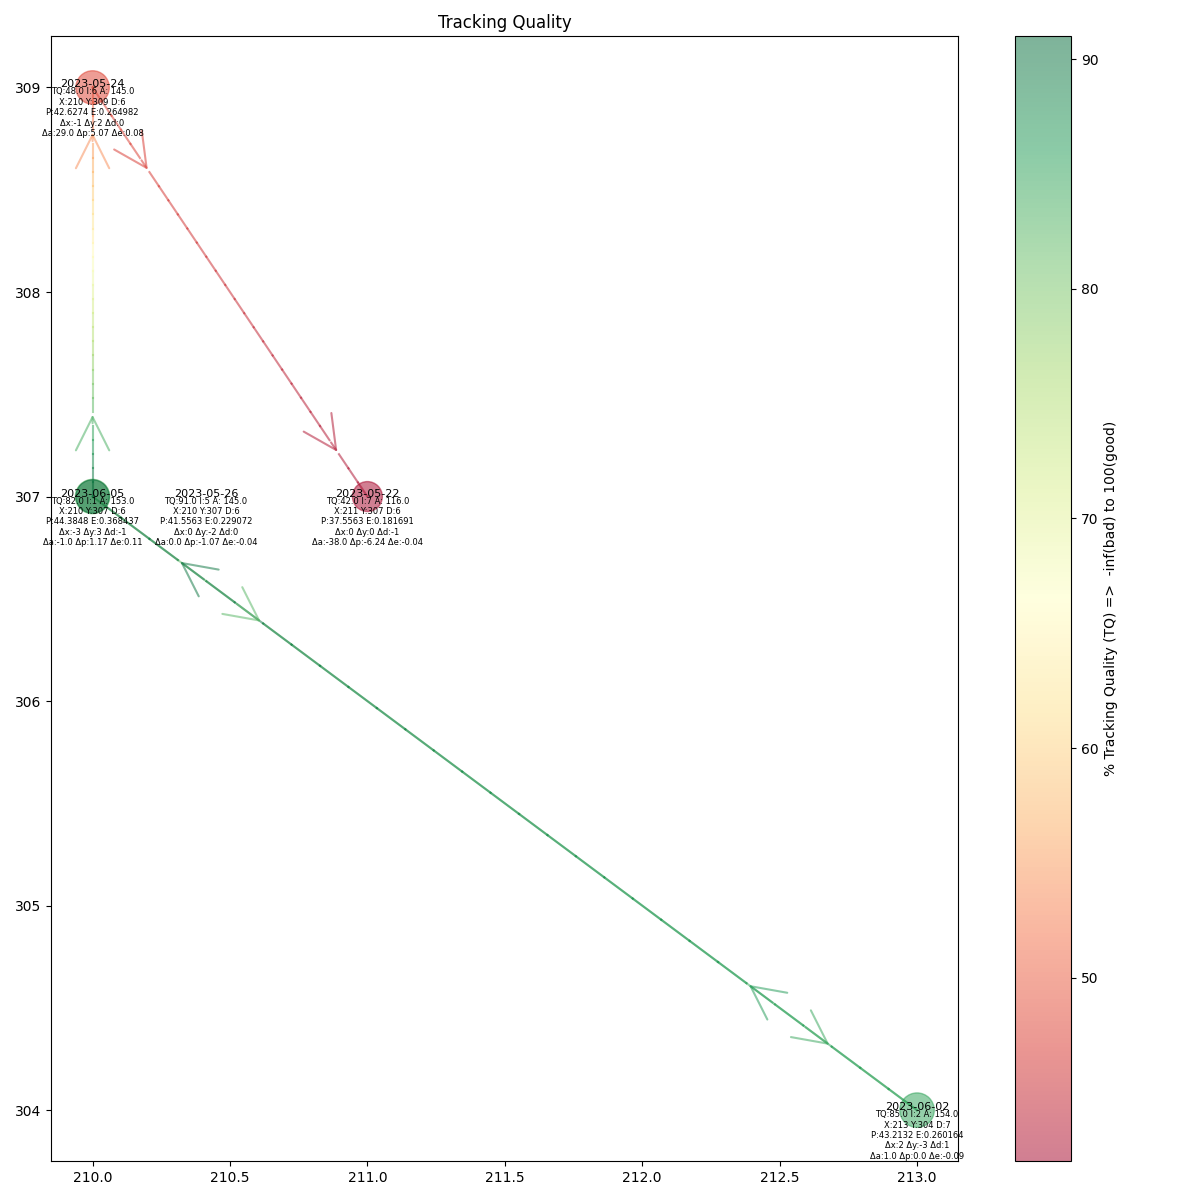 Tracking Quality
309
308
307
306
305
304
2023-05-24
TQ:48.0 I:6 A: 145.0
X:210 Y:309 D:6
P:42.6274 E:0.264982
Δx:-1 Δy:2 Δd:0
Δa:29.0 Δp:5.07 Δe:0.08
2023-06-05
TQ:82.0 I:1 A: 153.0
X:210 Y:307 D:6
P:44.3848 E:0.368437
Δx:-3 Δy:3 Δd:-1
Δa:-1.0 Δp:1.17 Δe:0.11
2023-05-26
TQ:91.0 I:5 A: 145.0
X:210 Y:307 D:6
P:41.5563 E:0.229072
Δx:0 Δy:-2 Δd:0
Δa:0.0 Δp:-1.07 Δe:-0.04
2023-05-22
TQ:42.0 I:7 A: 116.0
X:211 Y:307 D:6
P:37.5563 E:0.181691
Δx:0 Δy:0 Δd:-1
Δa:-38.0 Δp:-6.24 Δe:-0.04
2023-06-02
TQ:85.0 I:2 A: 154.0
X:213 Y:304 D:7
P:43.2132 E:0.260164
Δx:2 Δy:-3 Δd:1
Δa:1.0 Δp:0.0 Δe:-0.09
210.0 210.5 211.0 211.5 212.0 212.5 213.0
90
80
70
60
50
% Tracking Quality (TQ) =>  -inf(bad) to 100(good)